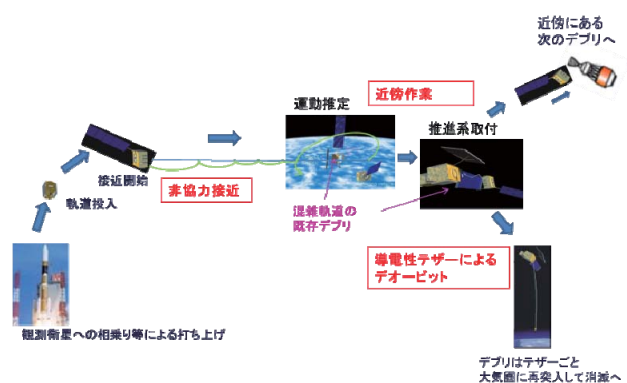 近傍にある
次のデブリへ
近傍作業
運動推定
推進系取付
接近開始
非協力接近
軌道投入
混雑軌道の
既存デブリ
導電性テザーによる
デオービット
観測衛星への相乗り等による打ち上げ
デブリはテザーごと
大気圏に再突入して消滅へ